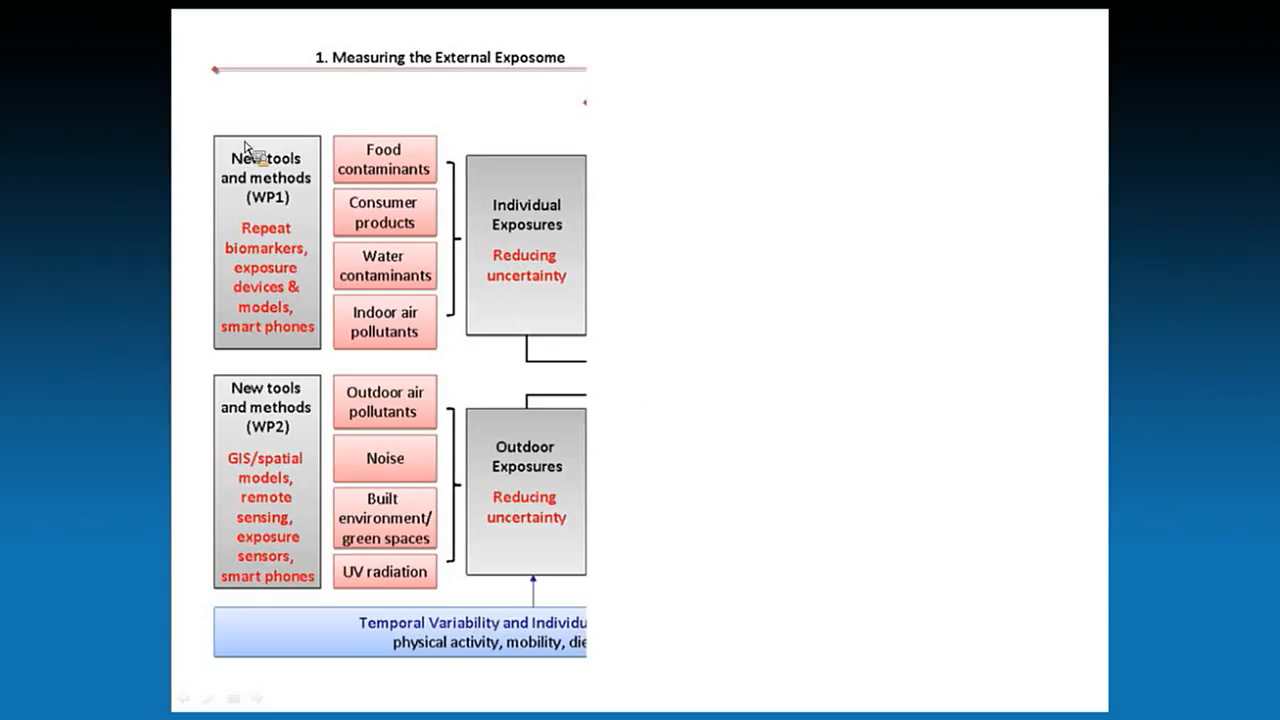 1. Measuring the External Exposome
New tools
and methods
(WP1)
Repeat
biomarkers,
exposure
devices &
models,
smart phones
Food
contaminants
Consumer
products
Water
contaminants
Indoor air
pollutants
Individual
Exposures
Reducing
uncertainty
New tools
and methods
(WP2)
GIS/spatial
models,
remote
sensing,
exposure
sensors,
smart phones
Outdoor air
pollutants
Noise
Built
environment/
green spaces
UV radiation
Outdoor
Exposures
Reducing
uncertainty
Temporal Variability and Individu
physical activity, mobility, die